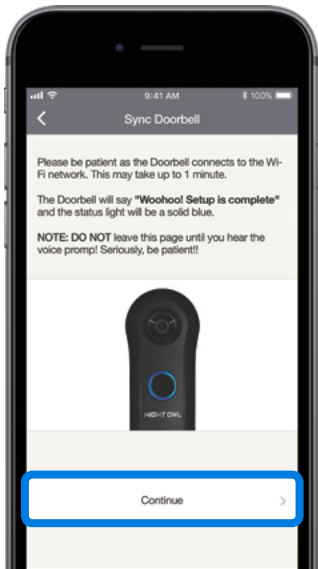 9:41 AM
100%
Sync Doorbell
Please be patient as the Doorbell connects to the Wi-
Fi network. This may take up to 1 minute.
The Doorbell will say "Woohoo! Setup is complete"
and the status light will be a solid blue.
NOTE: DO NOT leave this page until you hear the
voice promp! Seriously, be patient!!
NIGHT OWL
Continue